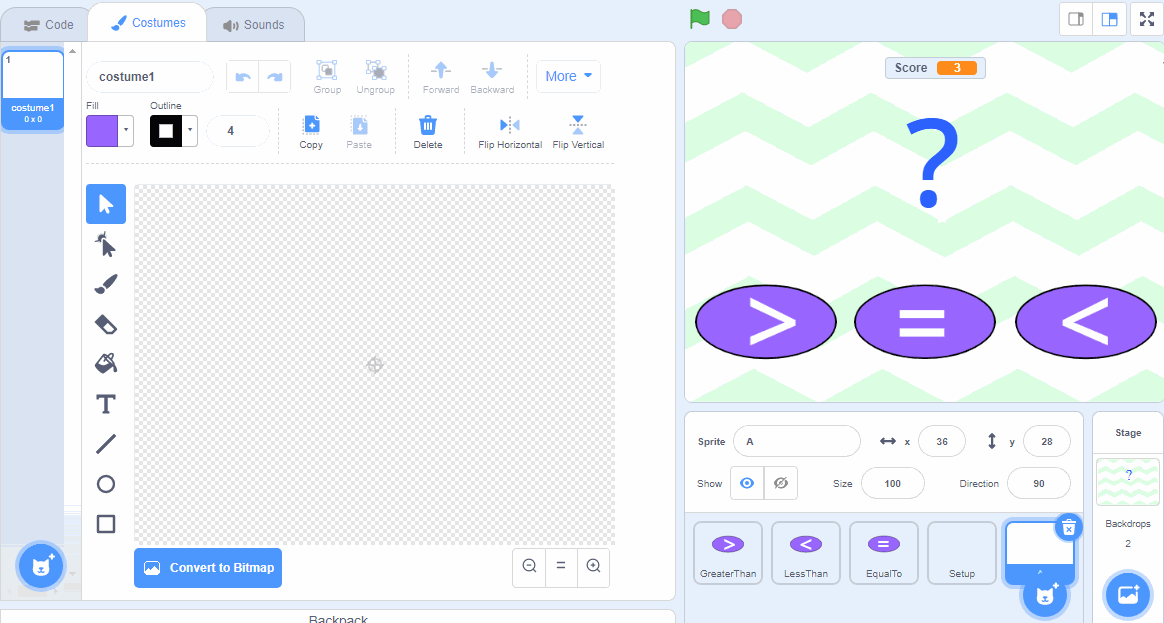 Code
Costumes
Sounds
1
costume1
0 x 0
costume1
Group
Ungroup
Forward
Backward
More
Fill
Outline
4
Copy
Paste
Delete
Flip Horizontal
Flip Vertical
T
Convert to Bitmap
=
Backpack
Score 3
?
>
=
<
Sprite
A
x
36
y
28
Show
Size
100
Direction
90
>
GreaterThan
<
LessThan
=
EqualTo
Setup
Stage
?
Backdrops
2